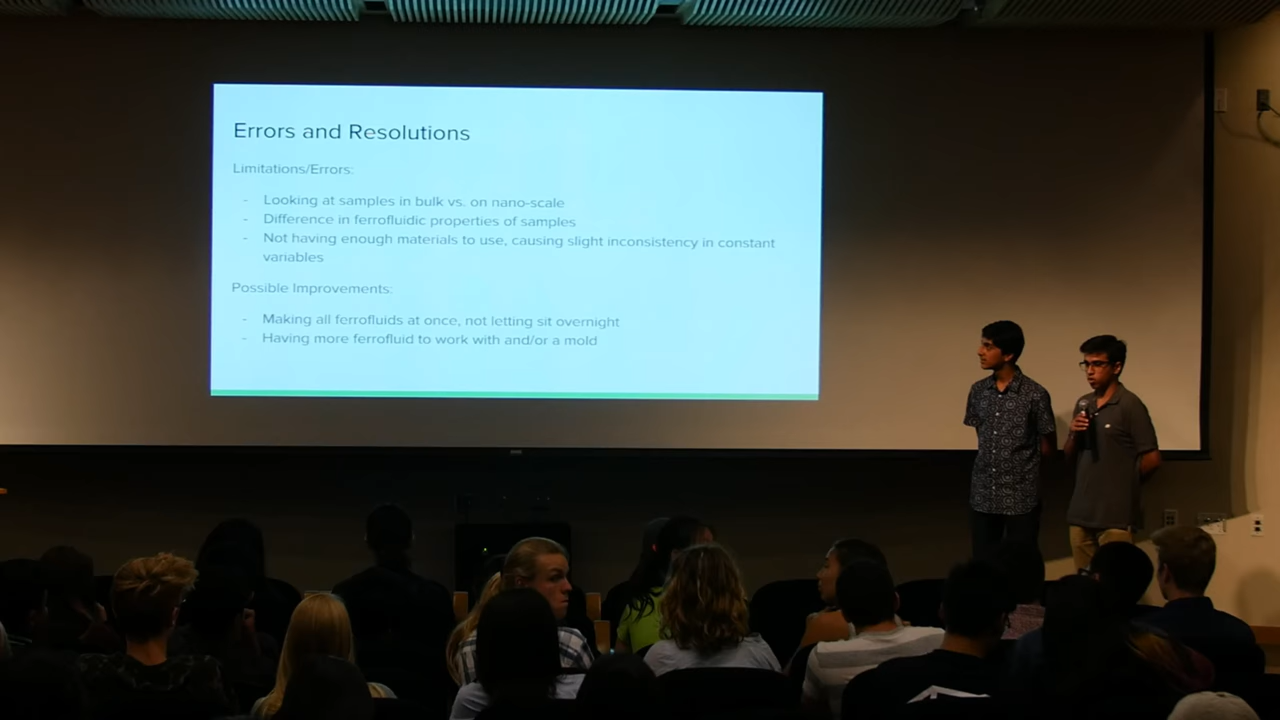 Errors and Resolutions
Limitations/Errors:
- Looking at samples in bulk vs. on nano-scale
- Difference in ferrofluidic properties of samples
- Not having enough materials to use, causing slight inconsistency in constant
variables
Possible Improvements:
- Making all ferrofluids at once, not letting sit overnight
- Having more ferrofluid to work with and/or a mold